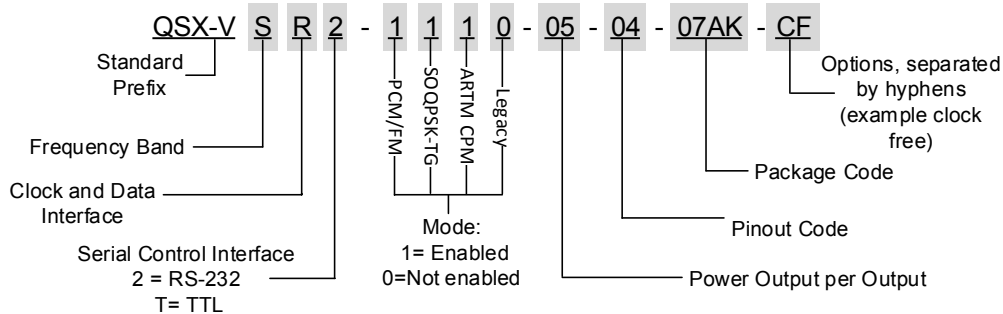 QSX-V S R 2 - 1 1 1 0 - 05 - 04 - 07AK - CF
Standard
Prefix
Frequency Band
Clock and Data
Interface
Serial Control Interface
2 = RS-232
T= TTL
PCM/FM
SOQPSK-TG
ARTM CPM
Legacy
Mode:
1= Enabled
0=Not enabled
Options, separated
by hyphens
(example clock
free)
Package Code
Pinout Code
Power Output per Output